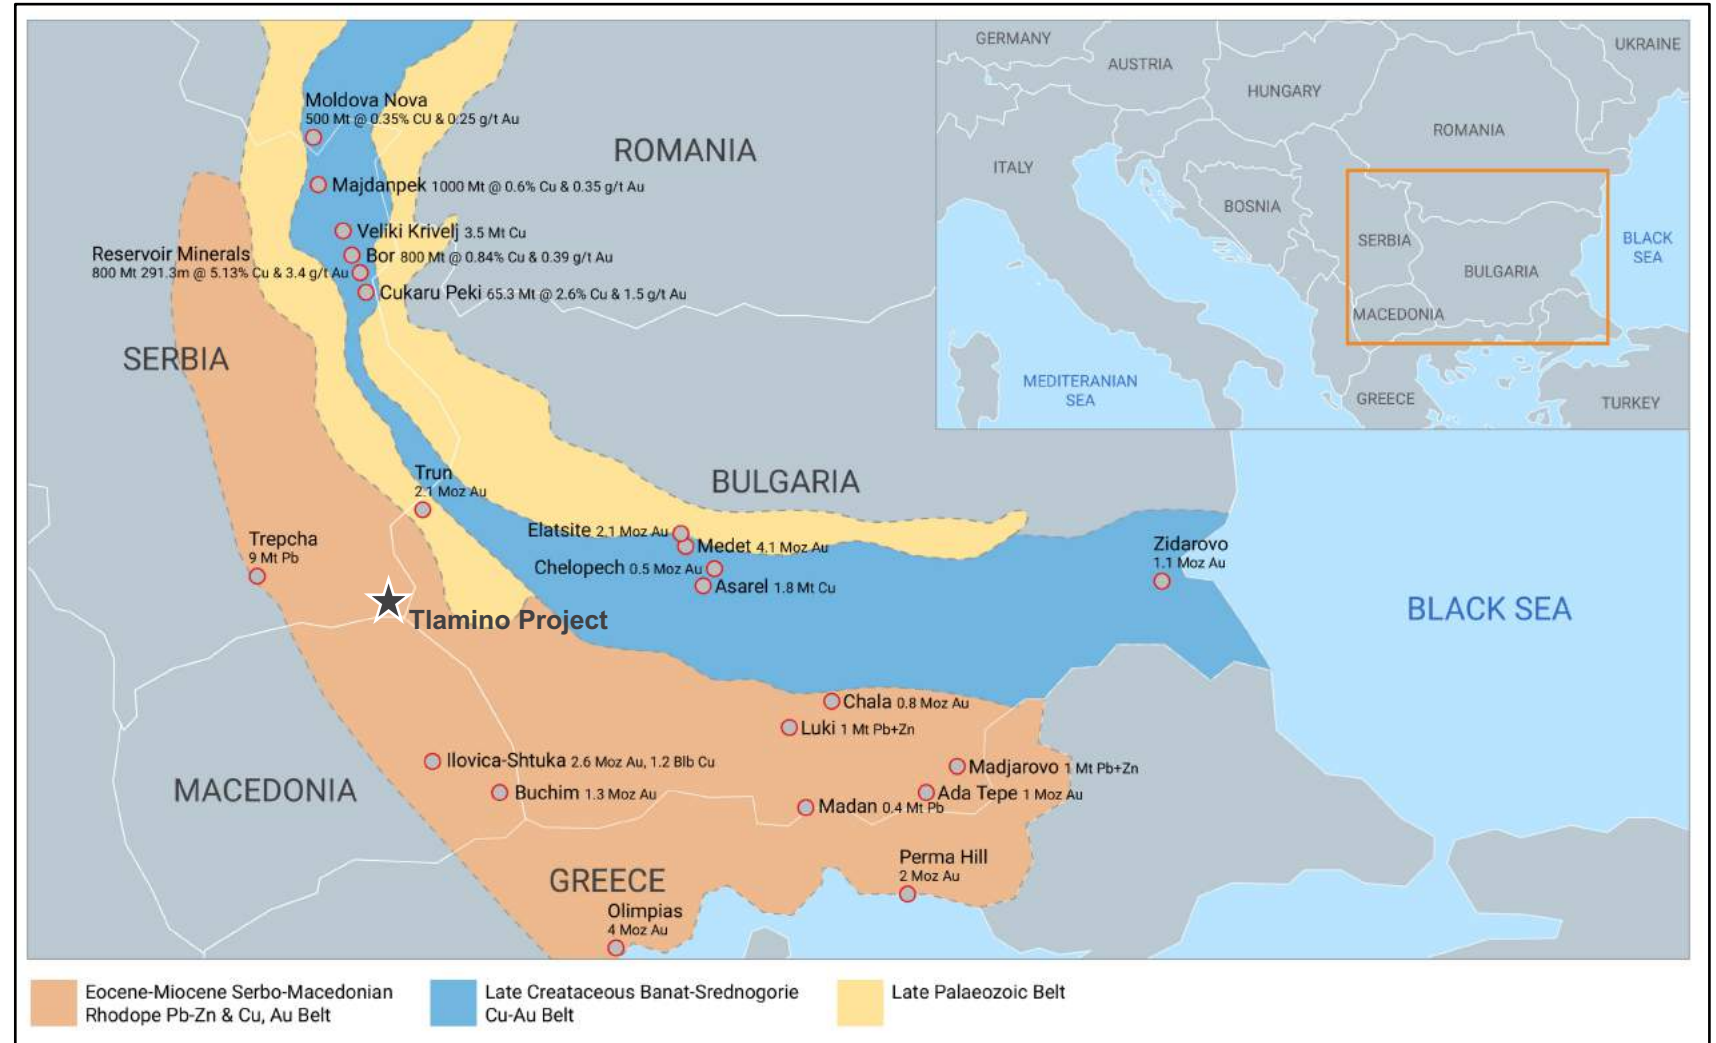 Moldova Nova
500 Mt @ 0.35% CU & 0.25 g/t Au
ROMANIA
Majdanpek 1000 Mt @ 0.6% Cu & 0.35 g/t Au
Veliki Krivelj 3.5 Mt Cu
Reservoir Minerals
800 Mt 291.3m @ 5.13% Cu & 3.4 g/t Au
Bor 800 Mt @ 0.84% Cu & 0.39 g/t Au
Cukaru Peki 65.3 Mt @ 2.6% Cu & 1.5 g/t Au
SERBIA
Trun
2.1 Moz Au
BULGARIA
Trepcha
9 Mt Pb
Elatsite 2.1 Moz Au
Medet 4.1 Moz Au
Chelopech 0.5 Moz Au
Asarel 1.8 Mt Cu
Zidarovo
1.1 Moz Au
Tlamino Project
BLACK SEA
Chala 0.8 Moz Au
Luki 1 Mt Pb+Zn
Ilovica-Shtuka 2.6 Moz Au, 1.2 Blb Cu
Madjarovo 1 Mt Pb+Zn
MACEDONIA
Buchim 1.3 Moz Au
Ada Tepe 1 Moz Au
Madan 0.4 Mt Pb
Perma Hill
2 Moz Au
GREECE
Olimpias
4 Moz Au
GERMANY
UKRAINE
AUSTRIA
HUNGARY
ROMANIA
ITALY
BOSNIA
SERBIA
BLACK
SEA
BULGARIA
MACEDONIA
MEDITERANIAN
SEA
GREECE
TURKEY
Eocene-Miocene Serbo-Macedonian
Rhodope Pb-Zn & Cu, Au Belt
Late Creataceous Banat-Srednogorie
Cu-Au Belt
Late Palaeozoic Belt